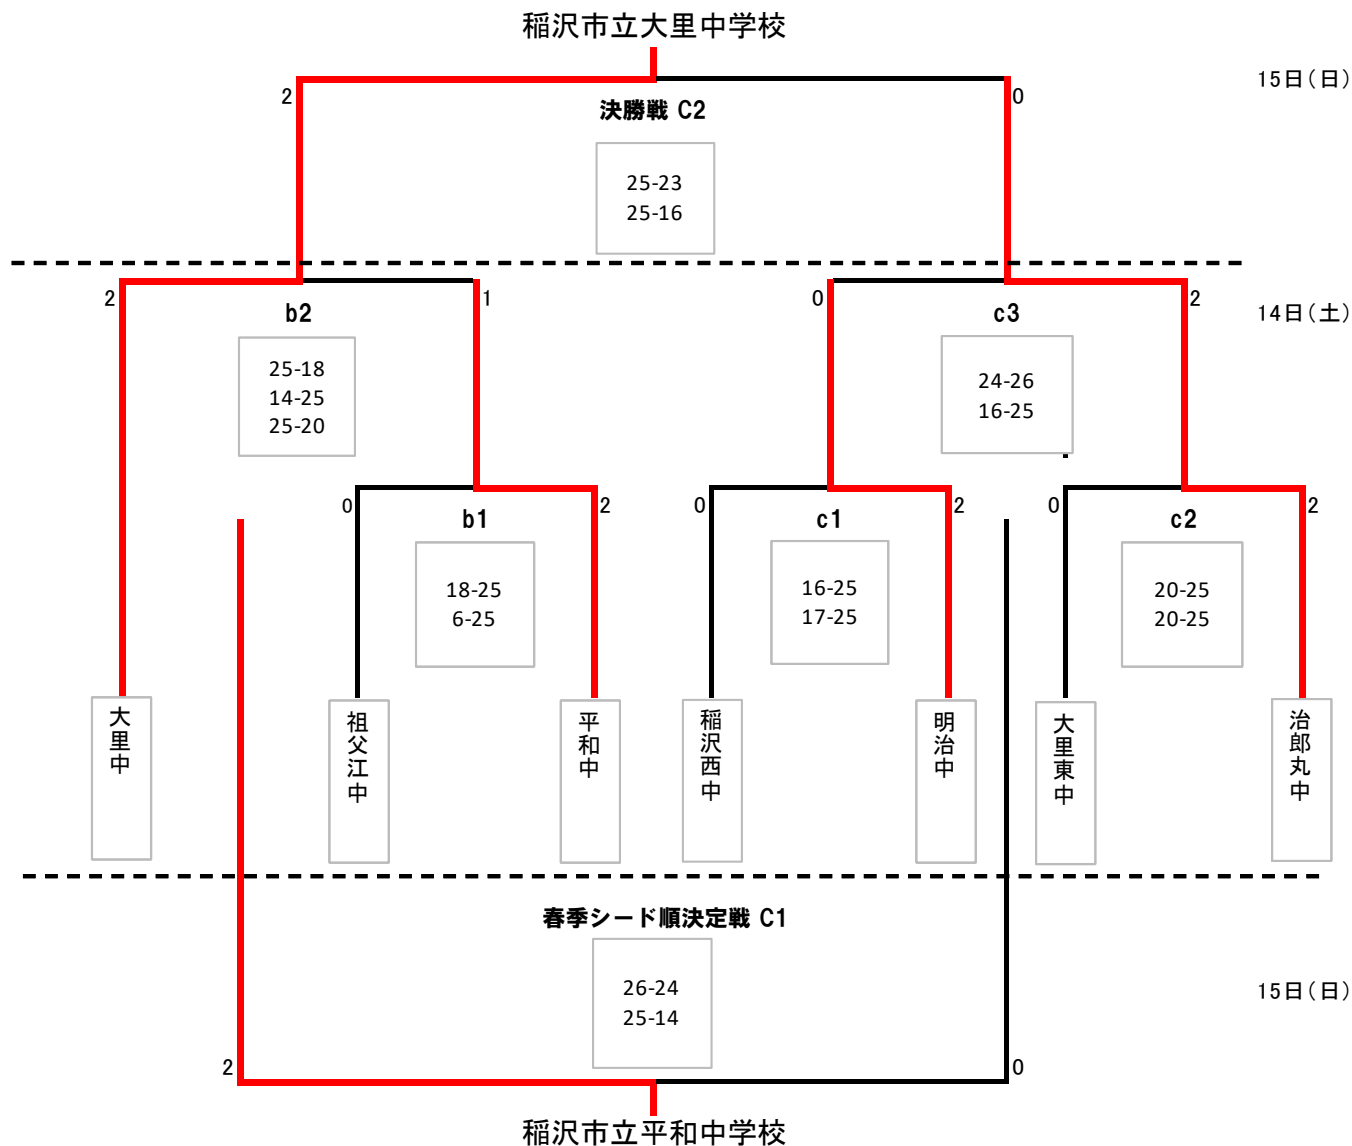 稲沢市立大里中学校
15日(日)
2
0
決勝戦 C2
25-23
25-16
2
1
0
2
b2
c3
14日(土)
25-18
14-25
25-20
24-26
16-25
0
2
0
2
0
2
b1
c1
c2
18-25
6-25
16-25
17-25
20-25
20-25
大里中
祖父江中
平和中
稲沢西中
明治中
大里東中
治郎丸中
春季シード順決定戦 C1
26-24
25-14
15日(日)
2
0
稲沢市立平和中学校